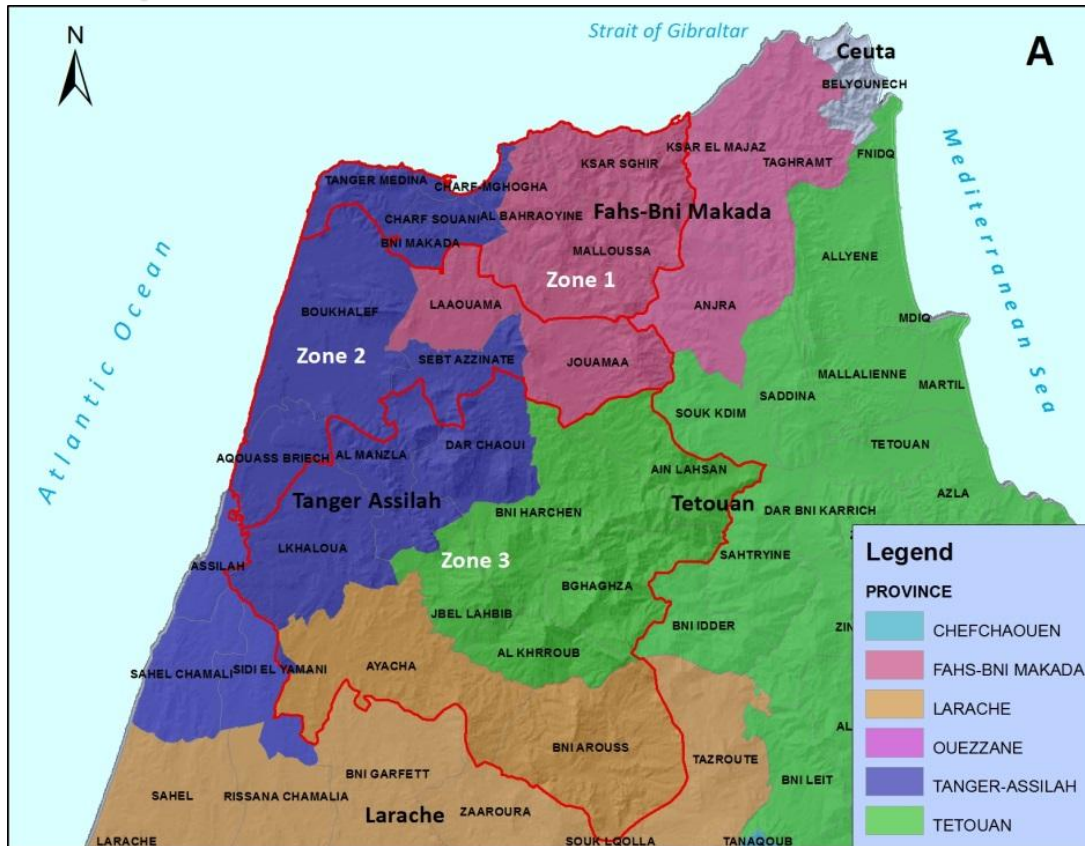 N
Strait of Gibraltar
A
Ceuta
BELYOUNECH
KSAR EL MAJAZ
FNIDQ
KSAR SGHIR
TAGHRAMT
TANGER MEDINA
CHARF-MGHOGHA
CHARF SOUANI
AL BAHRAOYINE
Fahs-Bni Makada
BNI MAKADA
MALLOUSSA
ALLYENE
Zone 1
LAAOUAMA
ANJRA
BOUKHALEF
MDIQ
Zone 2
SEBT AZZINATE
JOUAMAA
MALLALIENNE
MARTIL
SADDINA
SOUK KDIM
Atlantic Ocean
Mediterranean Sea
DAR CHAOUI
TETOUAN
AQOUASS BRIECH
AL MANZLA
AIN LAHSAN
AZLA
Tanger Assilah
Tetouan
BNI HARCHEN
DAR BNI KARRICH
LKHALOUA
SAHTRYINE
Zone 3
ASSILAH
BGHAGHZA
JBEL LAHBIB
BNI IDDER
ZIN
AL KHRROUB
SAHEL CHAMALI
SIDI EL YAMANI
AYACHA
AL
BNI AROUSS
TAZROUTE
BNI GARFETT
BNI LEIT
SAHEL
RISSANA CHAMALIA
Larache
ZAAROURA
LARACHE
SOUK LQOLLA
TANAQOUB
Legend
PROVINCE
CHEFCHAOUEN
FAHS-BNI MAKADA
LARACHE
OUEZZANE
TANGER-ASSILAH
TETOUAN